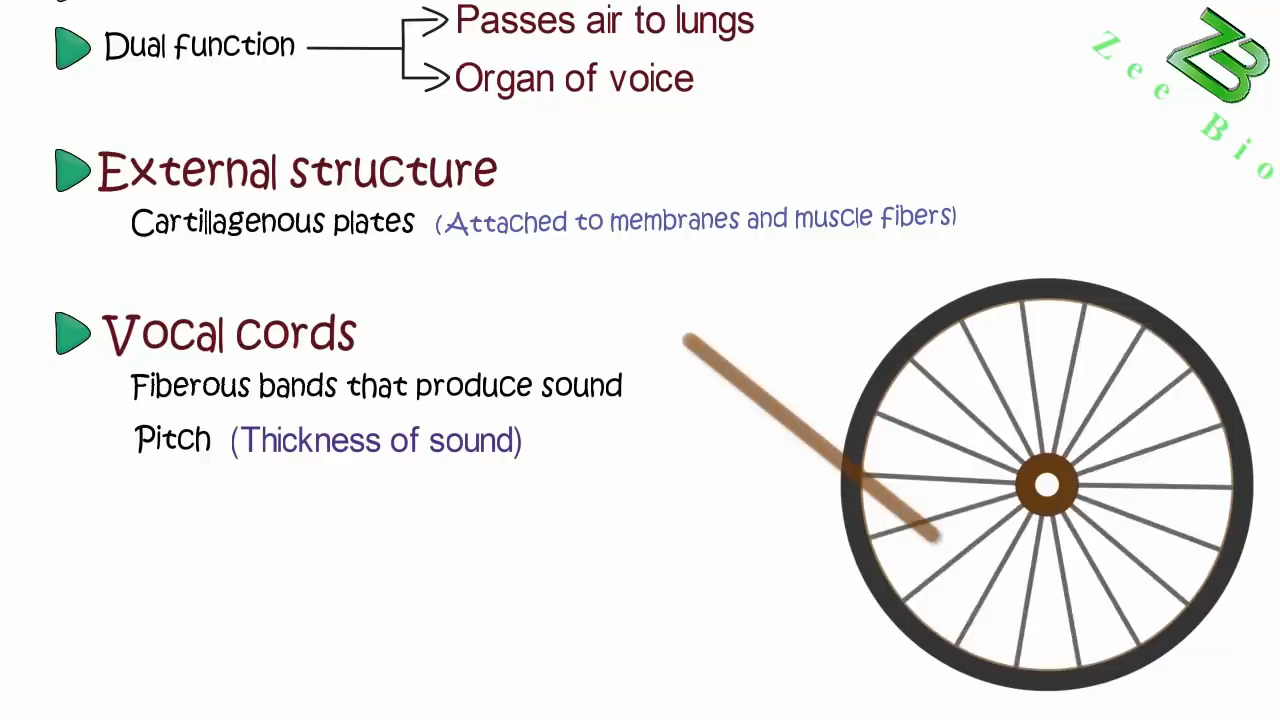 Passes air to lungs
Dual function
Organ of voice
Zee Bio
External structure
Cartillagenous plates (Attached to membranes and muscle fibers)
Vocal cords
Fiberous bands that produce sound
Pitch (Thickness of sound)